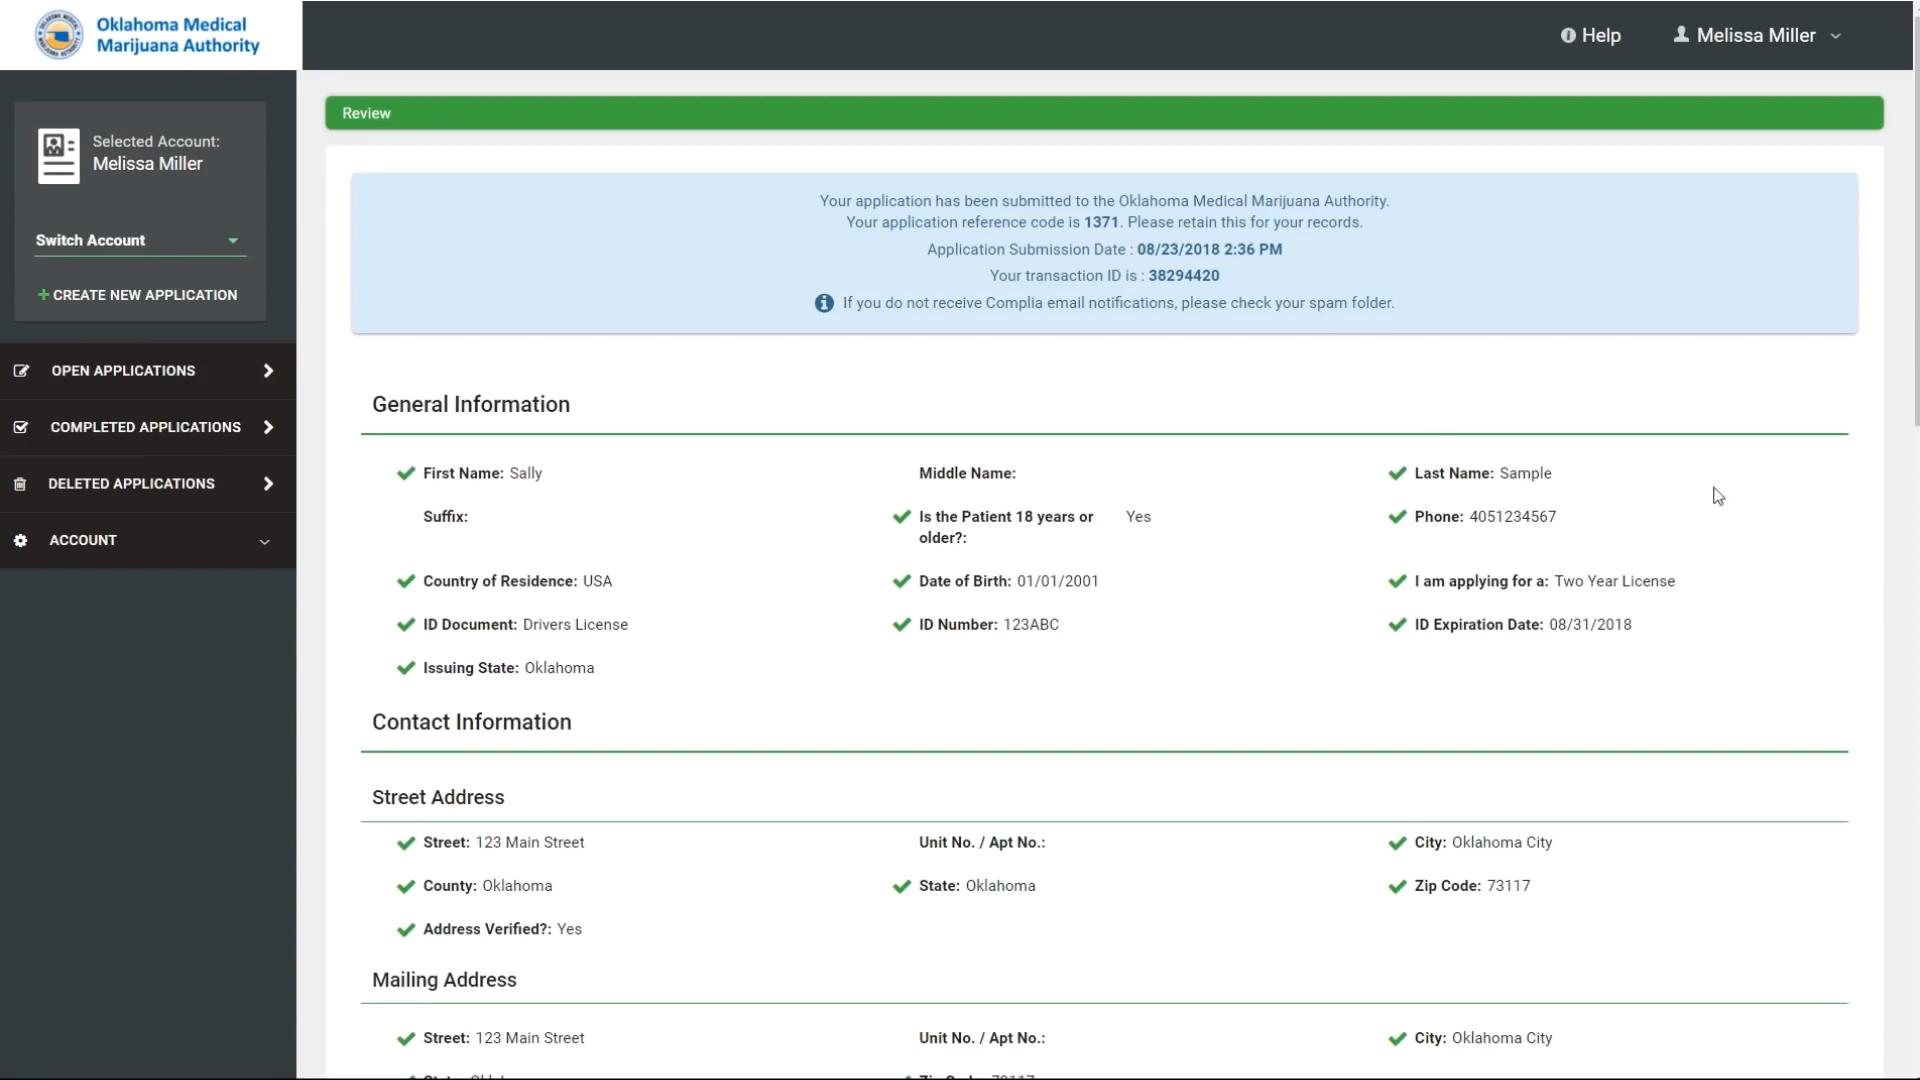 Oklahoma Medical
Marijuana Authority
Help
Melissa Miller
Selected Account:
Melissa Miller
Switch Account
+ CREATE NEW APPLICATION
OPEN APPLICATIONS
COMPLETED APPLICATIONS
DELETED APPLICATIONS
ACCOUNT
Review
Your application has been submitted to the Oklahoma Medical Marijuana Authority.
Your application reference code is 1371. Please retain this for your records.
Application Submission Date : 08/23/2018 2:36 PM
Your transaction ID is : 38294420
If you do not receive Complia email notifications, please check your spam folder.
General Information
First Name: Sally
Middle Name:
Last Name: Sample
Suffix:
Is the Patient 18 years or
older?:
Yes
Phone: 4051234567
Country of Residence: USA
Date of Birth: 01/01/2001
I am applying for a: Two Year License
ID Document: Drivers License
ID Number: 123ABC
ID Expiration Date: 08/31/2018
Issuing State: Oklahoma
Contact Information
Street Address
Street: 123 Main Street
Unit No. / Apt No.:
City: Oklahoma City
County: Oklahoma
State: Oklahoma
Zip Code: 73117
Address Verified?: Yes
Mailing Address
Street: 123 Main Street
Unit No. / Apt No.:
City: Oklahoma City